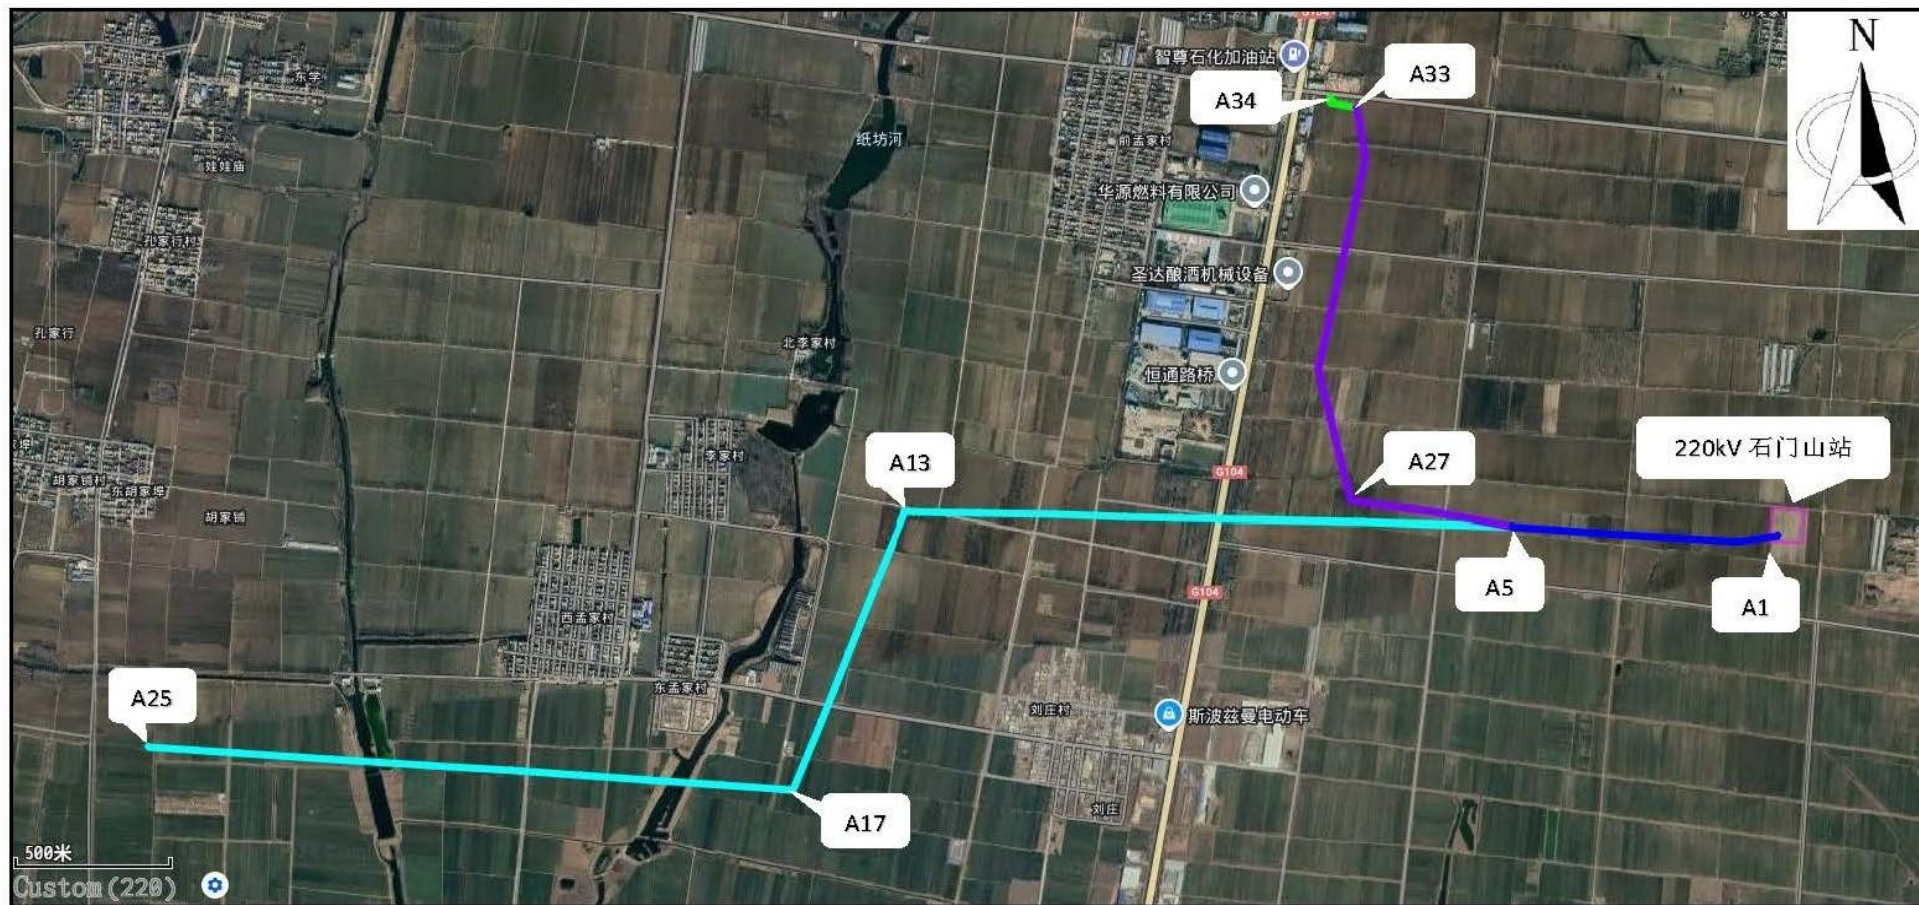 G104
N
智尊石化加油站
A33
东学
A34
纸坊河
前孟家村
娃娃庙
华源燃料有限公司
孔家行村
圣达酿酒机械设备
孔家行
北李家村
恒通路桥
220kV 石门山站
李家村
A13
A27
G104
胡家铺村
东胡家埠
胡家铺
A5
G104
A1
西孟家村
东孟家村
A25
刘庄村
斯波兹曼电动车
刘庄
A17
500米
Custom(220)